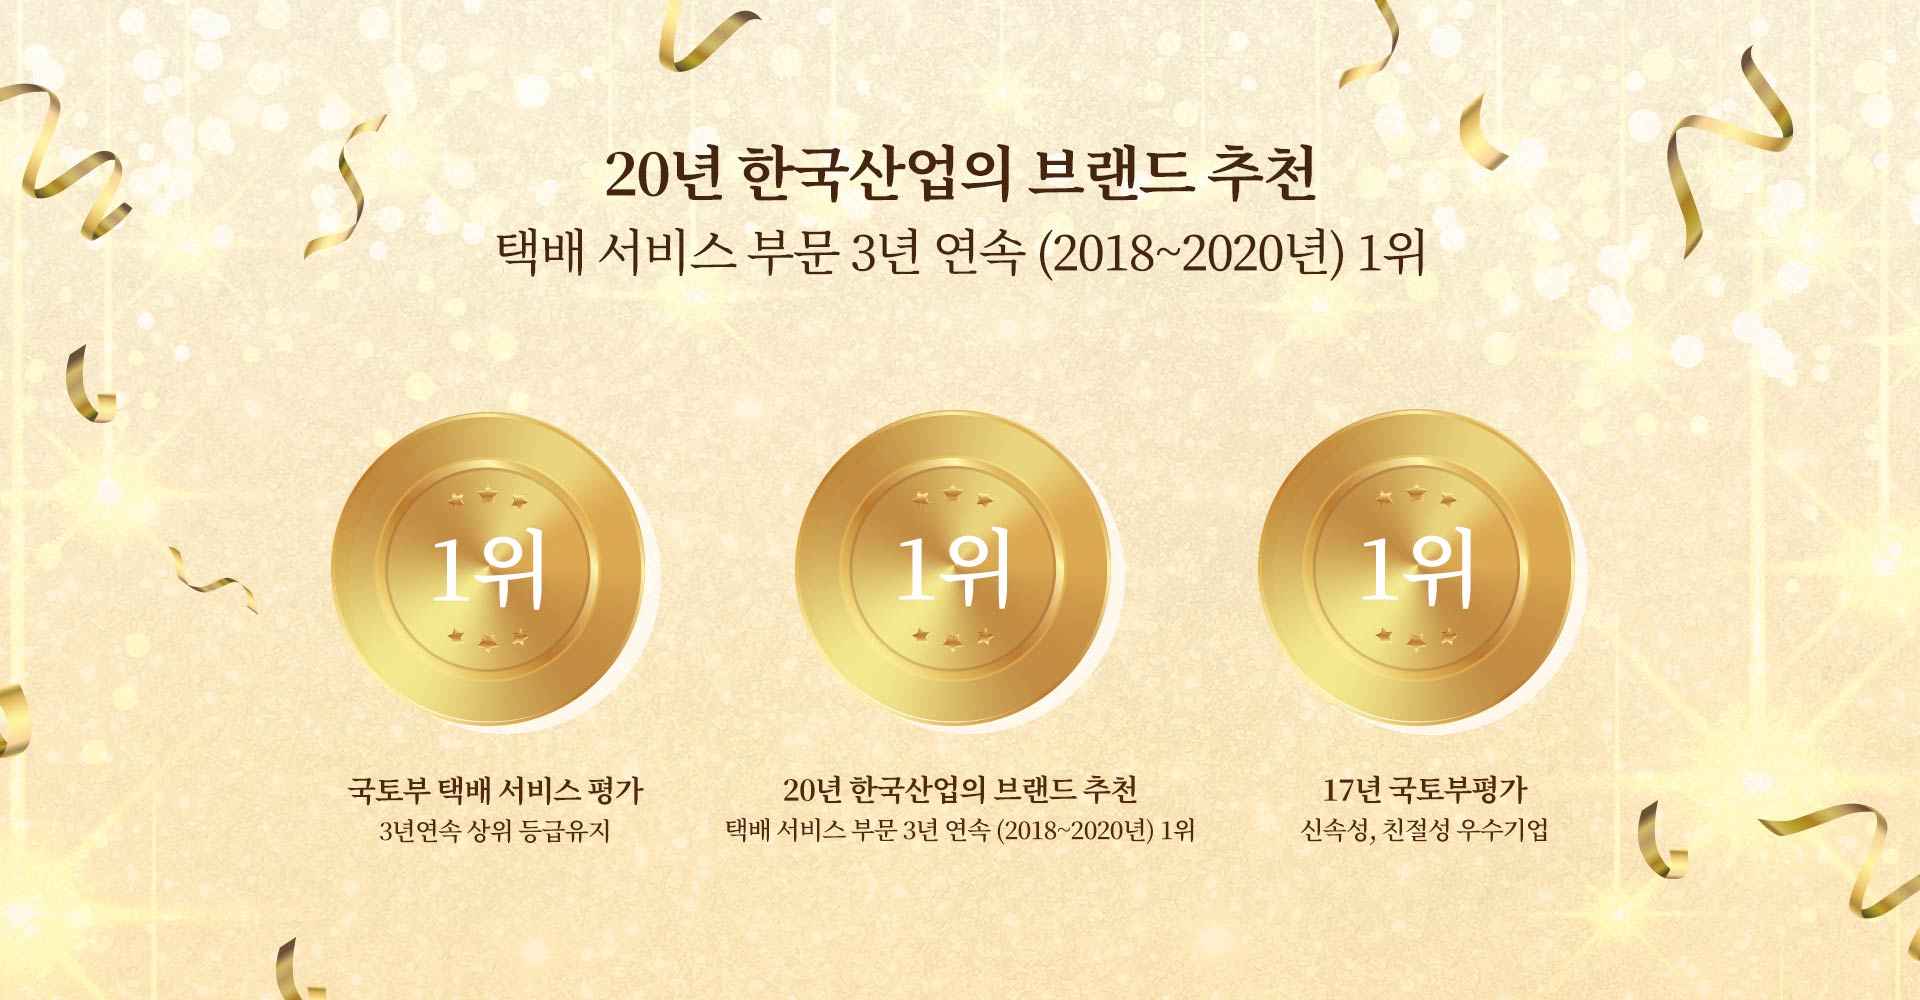 20년 한국산업의 브랜드 추천
택배 서비스 부문 3년 연속 (2018~2020년) 1위
1위
1위
1위
국토부 택배 서비스 평가
3년연속 상위 등급유지
20년 한국산업의 브랜드 추천
택배 서비스 부문 3년 연속 (2018~2020년) 1위
17년 국토부평가
신속성, 친절성 우수기업